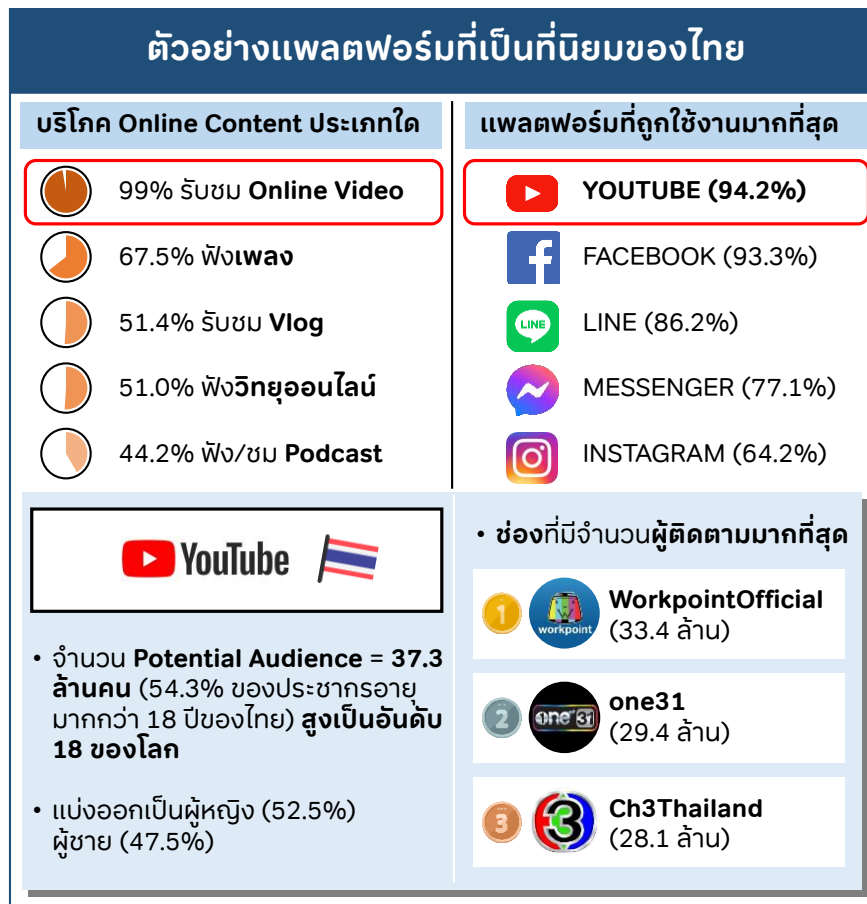 ตัวอย่างแพลตฟอร์มที่เป็นที่นิยมของไทย
บริโภค Online Content ประเภทใด
99% รับชม Online Video
67.5% ฟังเพลง
51.4% รับชม Vlog
51.0% ฟังวิทยุออนไลน์
44.2% ฟัง/ชม Podcast
แพลตฟอร์มที่ถูกใช้งานมากที่สุด
YOUTUBE (94.2%)
FACEBOOK (93.3%)
LINE
LINE (86.2%)
MESSENGER (77.1%)
INSTAGRAM (64.2%)
YouTube
• จำนวน Potential Audience = 37.3
ล้านคน (54.3% ของประชากรอายุ
มากกว่า 18 ปีของไทย) สูงเป็นอันดับ
18 ของโลก
• แบ่งออกเป็นผู้หญิง (52.5%)
ผู้ชาย (47.5%)
• ช่องที่มีจำนวนผู้ติดตามมากที่สุด
1
workpoint
WorkpointOfficial
(33.4 ล้าน)
2
one 31
one31
(29.4 ล้าน)
3
3
Ch3Thailand
(28.1 ล้าน)